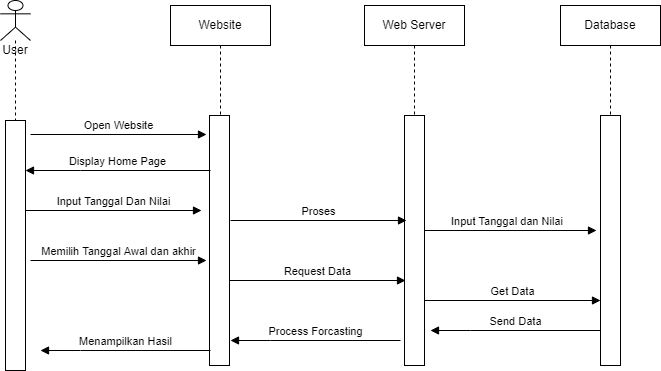 User
Website
Web Server
Database
Open Website
Display Home Page
Input Tanggal Dan Nilai
Proses
Input Tanggal dan Nilai
Memilih Tanggal Awal dan akhir
Request Data
Get Data
Send Data
Process Forcasting
Menampilkan Hasil